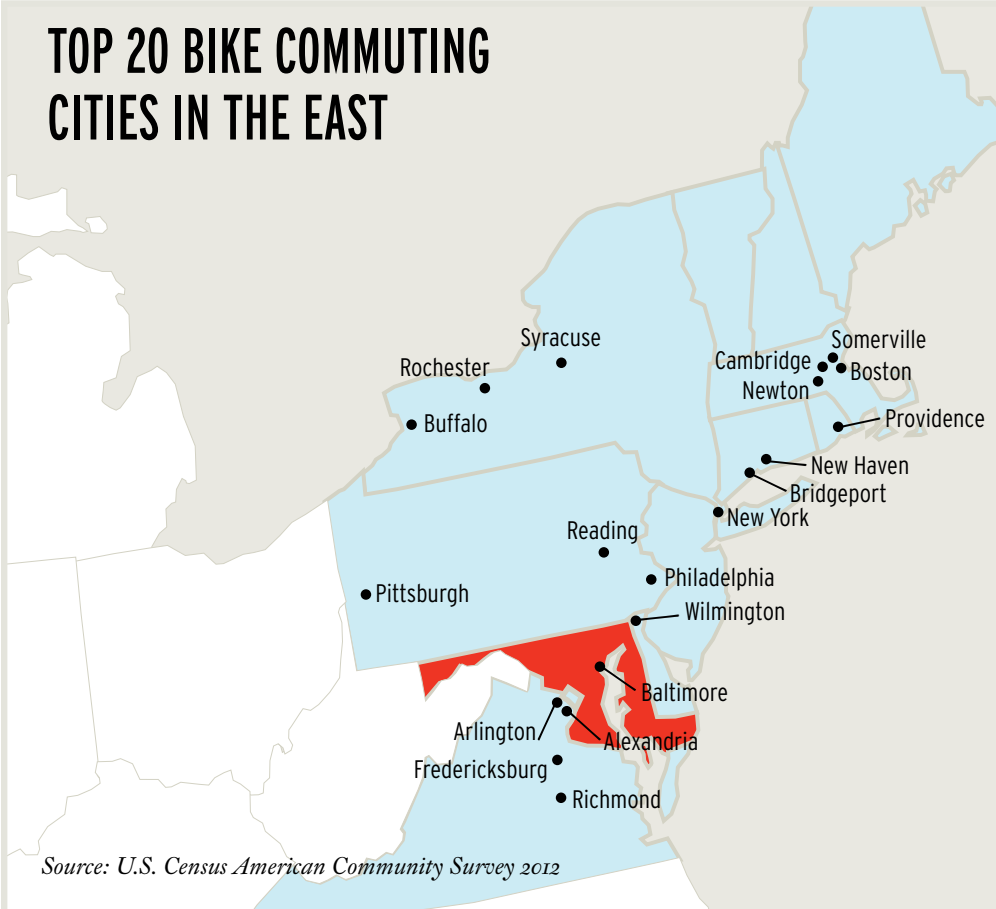 TOP 20 BIKE COMMUTING
CITIES IN THE EAST
Syracuse
Rochester
Buffalo
Somerville
Cambridge
Boston
Newton
Providence
New Haven
Bridgeport
New York
Reading
Philadelphia
Pittsburgh
Wilmington
Baltimore
Arlington
Alexandria
Fredericksburg
Richmond
Source: U.S. Census American Community Survey 2012